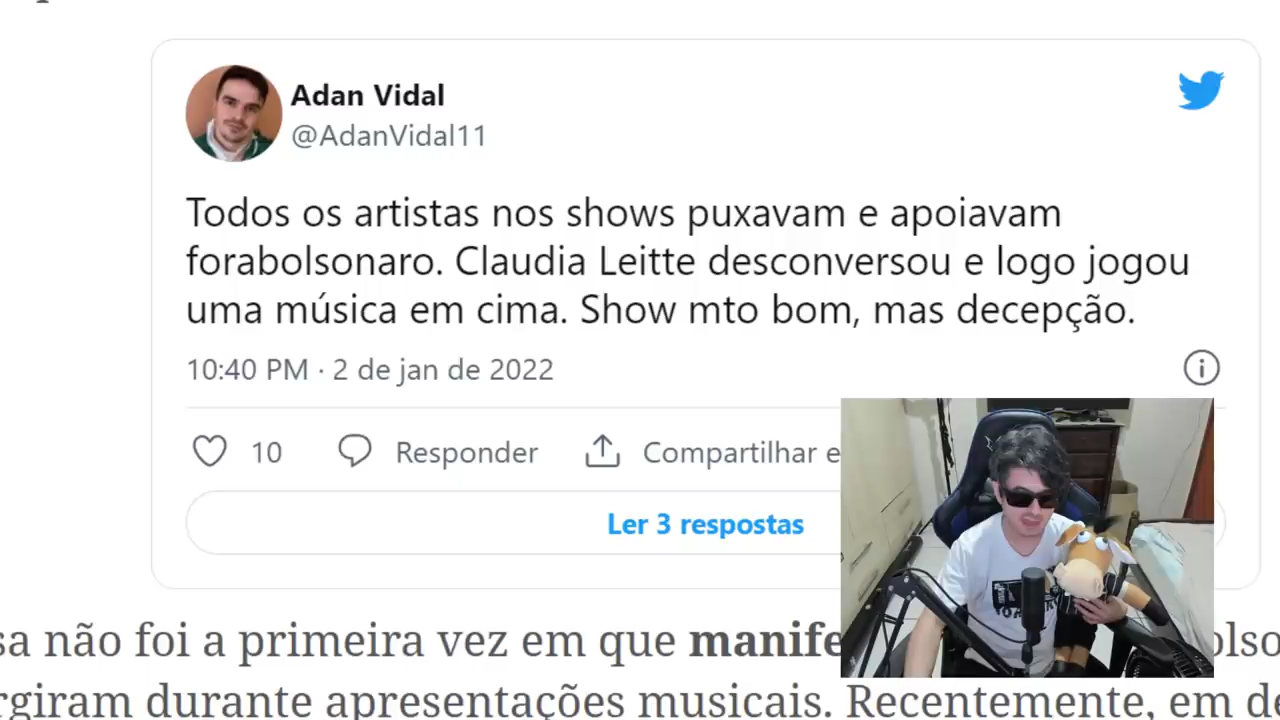 Adan Vidal
@AdanVidal11
Todos os artistas nos shows puxavam e apoiavam
forabolsonaro. Claudia Leitte desconversou e logo jogou
uma música em cima. Show mto bom, mas decepção.
10:40 PM · 2 de jan de 2022
10 Responder Compartilhar e
Ler 3 respostas
sa não foi a primeira vez em que manife olso
rgiram durante apresentações musicais. Recentemente, em de